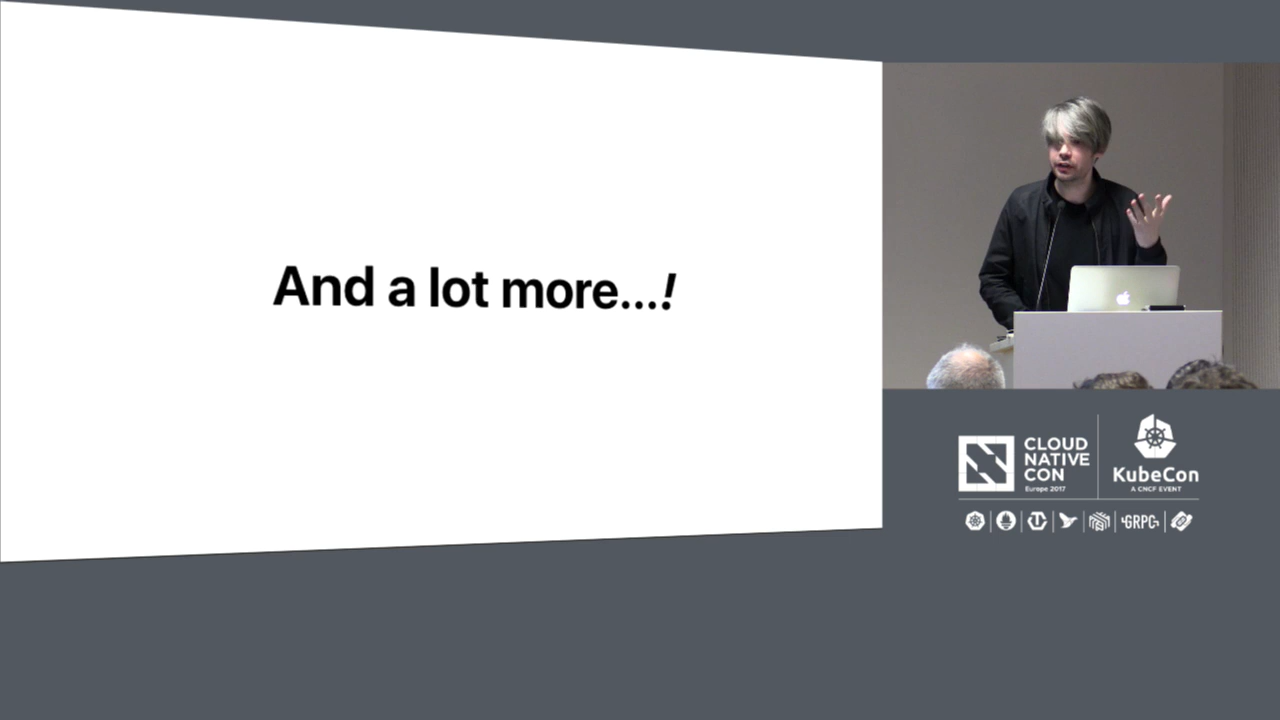 And a lot more...!
CLOUD
NATIVE
CON
Europe 2017
KubeCon
A CNCF EVENT
GRPC